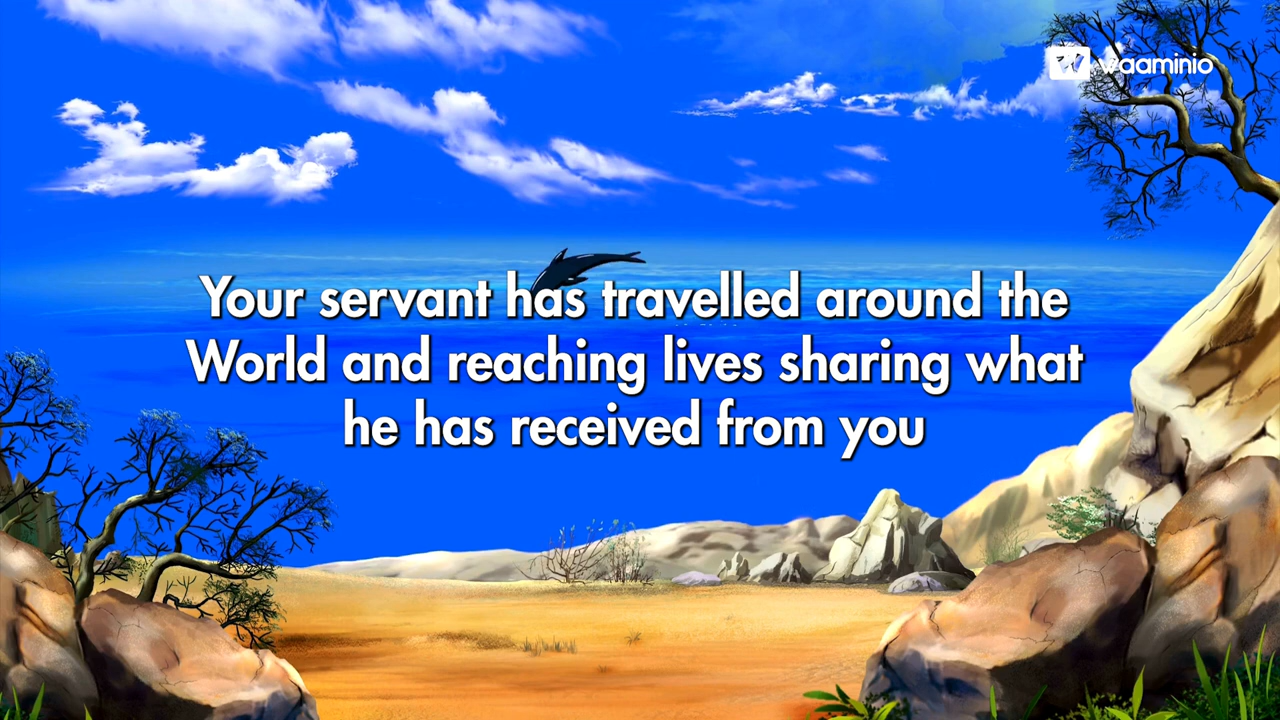 waaminio
Your servant has travelled around the
World and reaching lives sharing what
he has received from you